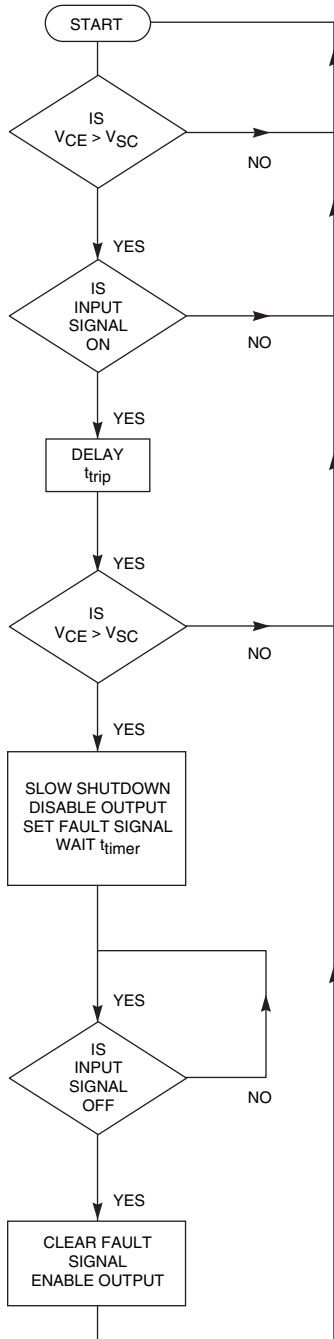 START
IS
VCE > VSC
NO
YES
IS
INPUT
SIGNAL
ON
NO
YES
DELAY
ttrip
YES
IS
VCE > VSC
NO
YES
SLOW SHUTDOWN
DISABLE OUTPUT
SET FAULT SIGNAL
WAIT ttimer
YES
IS
INPUT
SIGNAL
OFF
NO
YES
CLEAR FAULT
SIGNAL
ENABLE OUTPUT